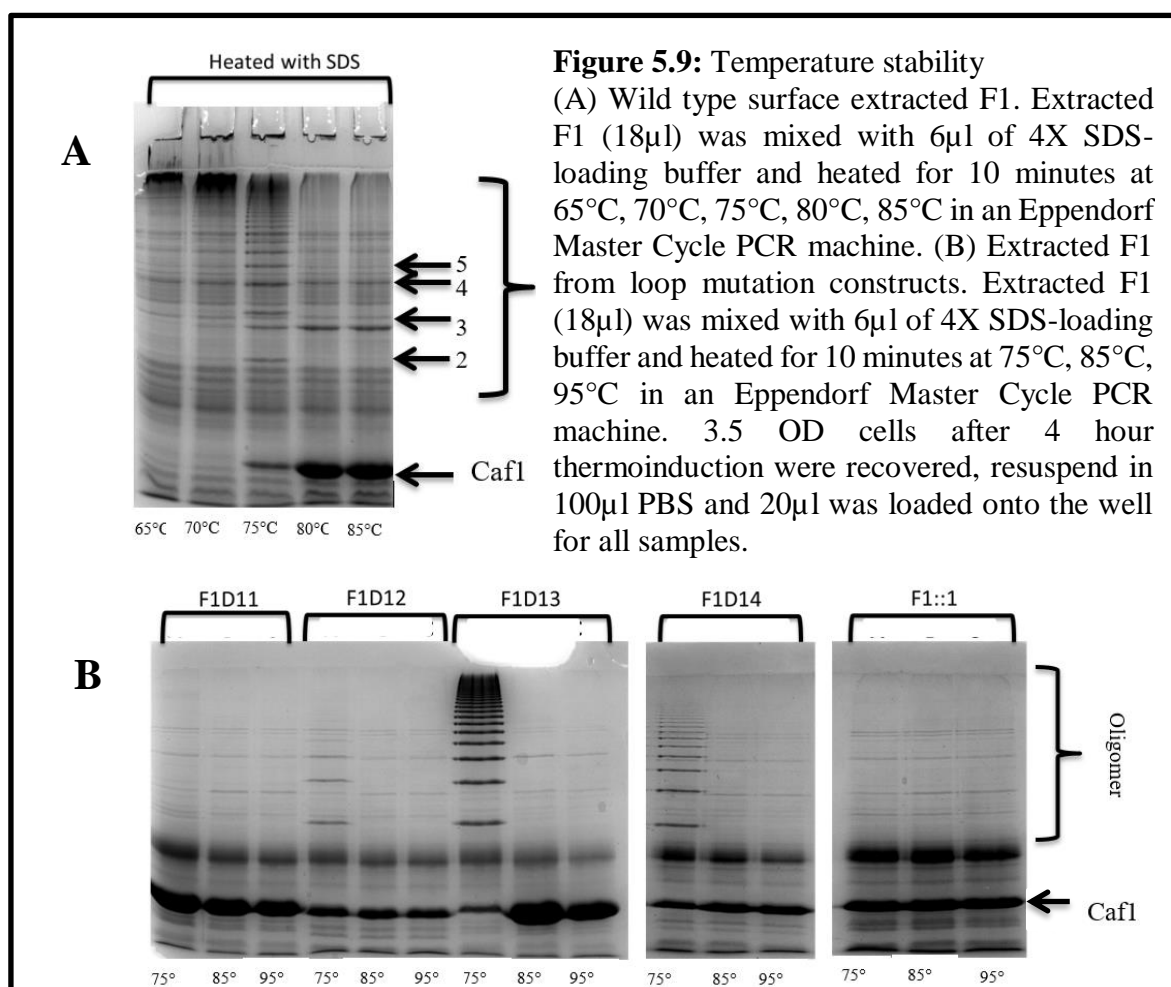 Heated with SDS
A
5
4
3
2
Caf1
65°C 70°C 75°C 80°C 85°C
Figure 5.9: Temperature stability
(A) Wild type surface extracted F1. Extracted
F1 (18µl) was mixed with 6µl of 4X SDS-
loading buffer and heated for 10 minutes at
65°C, 70°C, 75°C, 80°C, 85°C in an Eppendorf
Master Cycle PCR machine. (B) Extracted F1
from loop mutation constructs. Extracted F1
(18µl) was mixed with 6µl of 4X SDS-loading
buffer and heated for 10 minutes at 75°C, 85°C,
95°C in an Eppendorf Master Cycle PCR
machine. 3.5 OD cells after 4 hour
thermoinduction were recovered, resuspend in
100µl PBS and 20µl was loaded onto the well
for all samples.
F1D11 F1D12 F1D13 F1D14 F1::1
B
Oligomer
Caf1
75° 85° 95° 75° 85° 95° 75° 85° 95° 75° 85° 95° 75° 85° 95°